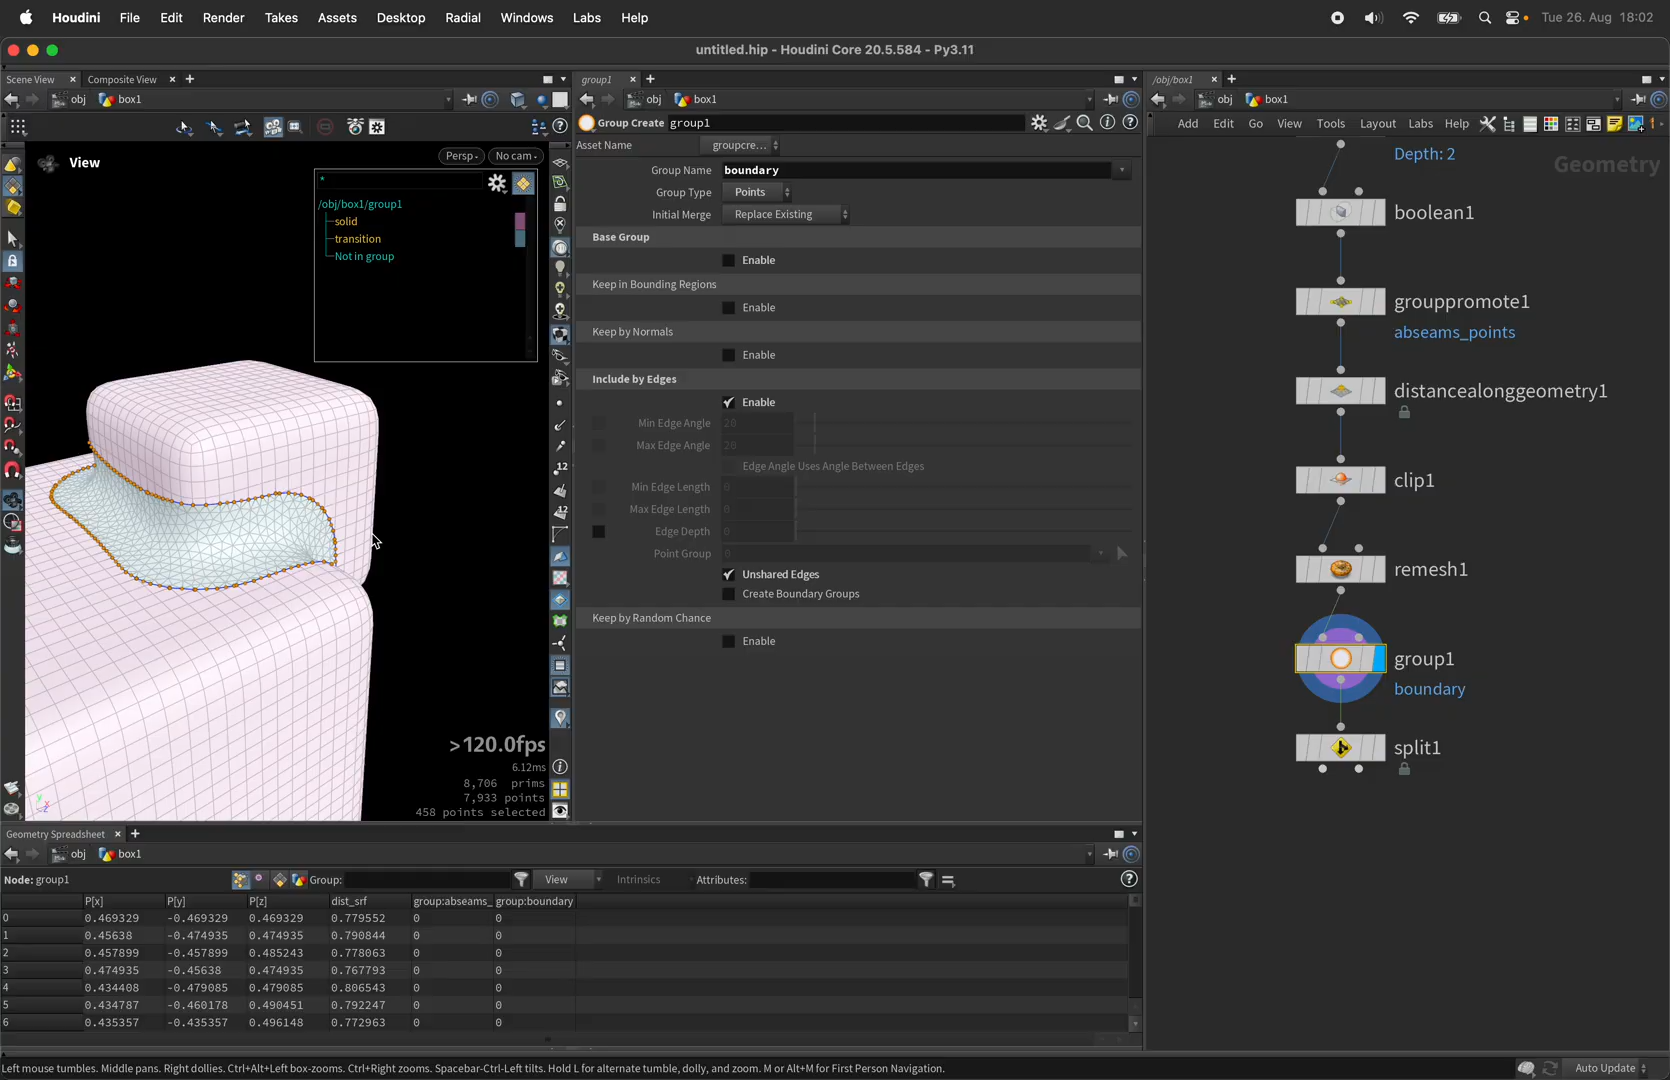 Houdini File Edit Render Takes Assets Desktop Radial Windows Labs Help Tue 26. Aug 18:02
untitled.hip - Houdini Core 20.5.584 - Py3.11
Scene View Composite View
obj box1
View
Persp No cam
*
/obj/box1/group1
solid
transition
Not in group
>120.0fps
6.12ms
8,706 prims
7,933 points
458 points selected
group1
obj box1
Group Create group1
Asset Name groupcre...
Group Name boundary
Group Type Points
Initial Merge Replace Existing
Base Group
Enable
Keep in Bounding Regions
Enable
Keep by Normals
Enable
Include by Edges
Enable
Min Edge Angle 20
Max Edge Angle 20
Edge Angle Uses Angle Between Edges
Min Edge Length 0
Max Edge Length 0
Edge Depth 0
Point Group 0
Unshared Edges
Create Boundary Groups
Keep by Random Chance
Enable
/obj/box1
obj box1
Add Edit Go View Tools Layout Labs Help
Depth: 2
Geometry
boolean1
grouppromote1
abseams_points
distancealonggeometry1
clip1
remesh1
group1
boundary
split1
Geometry Spreadsheet
obj box1
Node: group1 Group: View Intrinsics Attributes:
P[x] P[y] P[z] dist_srf group:abseams_ group:boundary
0 0.469329 -0.469329 0.469329 0.779552 0 0
1 0.45638 -0.474935 0.474935 0.790844 0 0
2 0.457899 -0.457899 0.485243 0.778063 0 0
3 0.474935 -0.45638 0.474935 0.767793 0 0
4 0.434408 -0.479085 0.479085 0.806543 0 0
5 0.434787 -0.460178 0.490451 0.792247 0 0
6 0.435357 -0.435357 0.496148 0.772963 0 0
Left mouse tumbles. Middle pans. Right dollies. Ctrl+Alt+Left box-zooms. Ctrl+Right zooms. Spacebar-Ctrl-Left tilts. Hold L for alternate tumble, dolly, and zoom. M or Alt+M for First Person Navigation. Auto Update